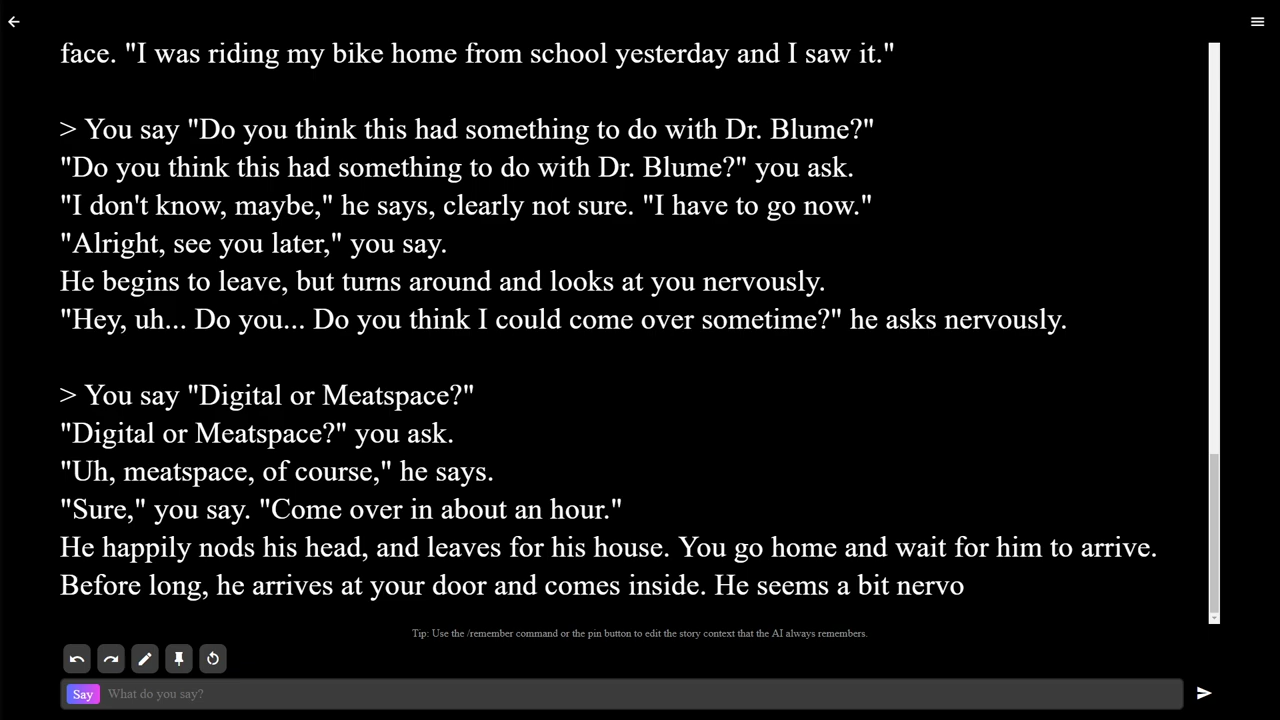 face. "I was riding my bike home from school yesterday and I saw it."
> You say "Do you think this had something to do with Dr. Blume?"
"Do you think this had something to do with Dr. Blume?" you ask.
"I don't know, maybe," he says, clearly not sure. "I have to go now."
"Alright, see you later," you say.
He begins to leave, but turns around and looks at you nervously.
"Hey, uh... Do you... Do you think I could come over sometime?" he asks nervously.
> You say "Digital or Meatspace?"
"Digital or Meatspace?" you ask.
"Uh, meatspace, of course," he says.
"Sure," you say. "Come over in about an hour."
He happily nods his head, and leaves for his house. You go home and wait for him to arrive.
Before long, he arrives at your door and comes inside. He seems a bit nervo
Tip: Use the /remember command or the pin button to edit the story context that the AI always remembers.
Say What do you say?